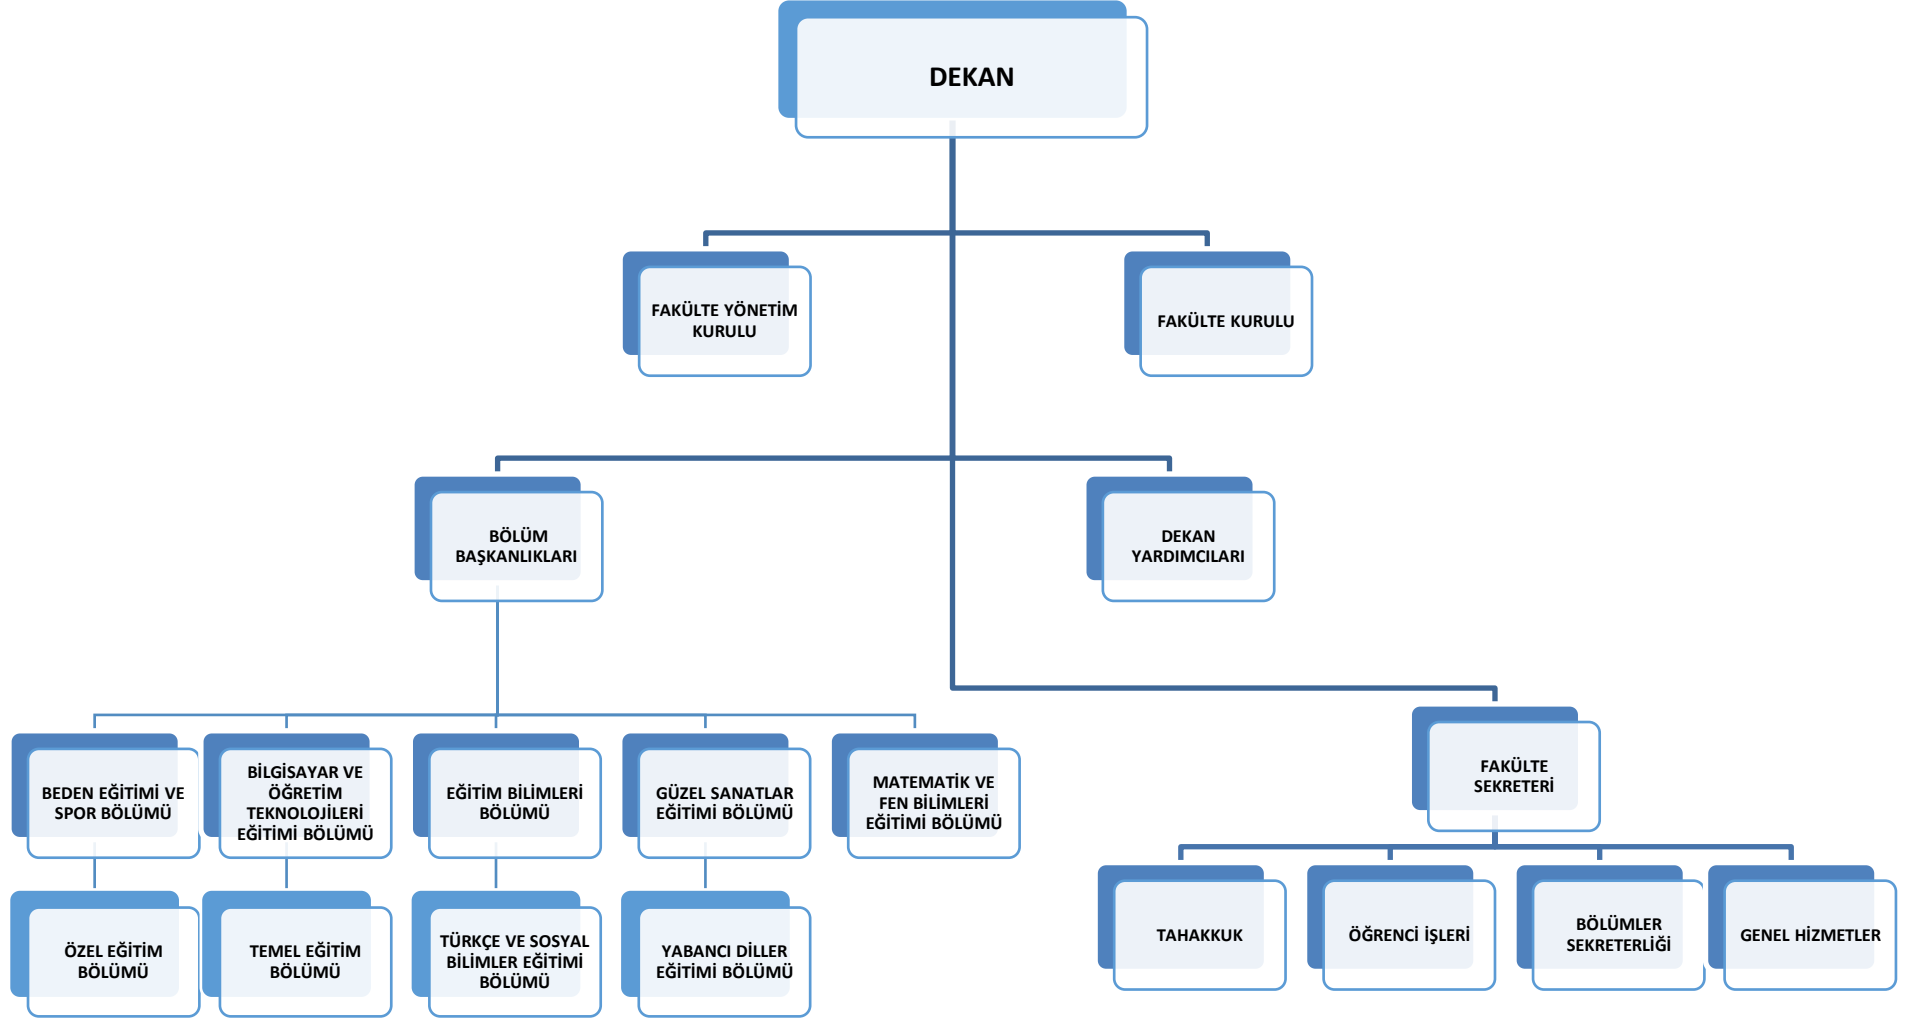 DEKAN
FAKÜLTE YÖNETİM
KURULU
FAKÜLTE KURULU
BÖLÜM
BAŞKANLIKLARI
DEKAN
YARDIMCILARI
BEDEN EĞİTİMİ VE
SPOR BÖLÜMÜ
BİLGİSAYAR VE
ÖĞRETİM
TEKNOLOJİLERİ
EĞİTİMİ BÖLÜMÜ
EĞİTİM BİLİMLERİ
BÖLÜMÜ
GÜZEL SANATLAR
EĞİTİMİ BÖLÜMÜ
MATEMATİK VE
FEN BİLİMLERİ
EĞİTİMİ BÖLÜMÜ
FAKÜLTE
SEKRETERİ
ÖZEL EĞİTİM
BÖLÜMÜ
TEMEL EĞİTİM
BÖLÜMÜ
TÜRKÇE VE SOSYAL
BİLİMLER EĞİTİMİ
BÖLÜMÜ
YABANCI DİLLER
EĞİTİMİ BÖLÜMÜ
TAHAKKUK
ÖĞRENCİ İŞLERİ
BÖLÜMLER
SEKRETERLİĞİ
GENEL HİZMETLER